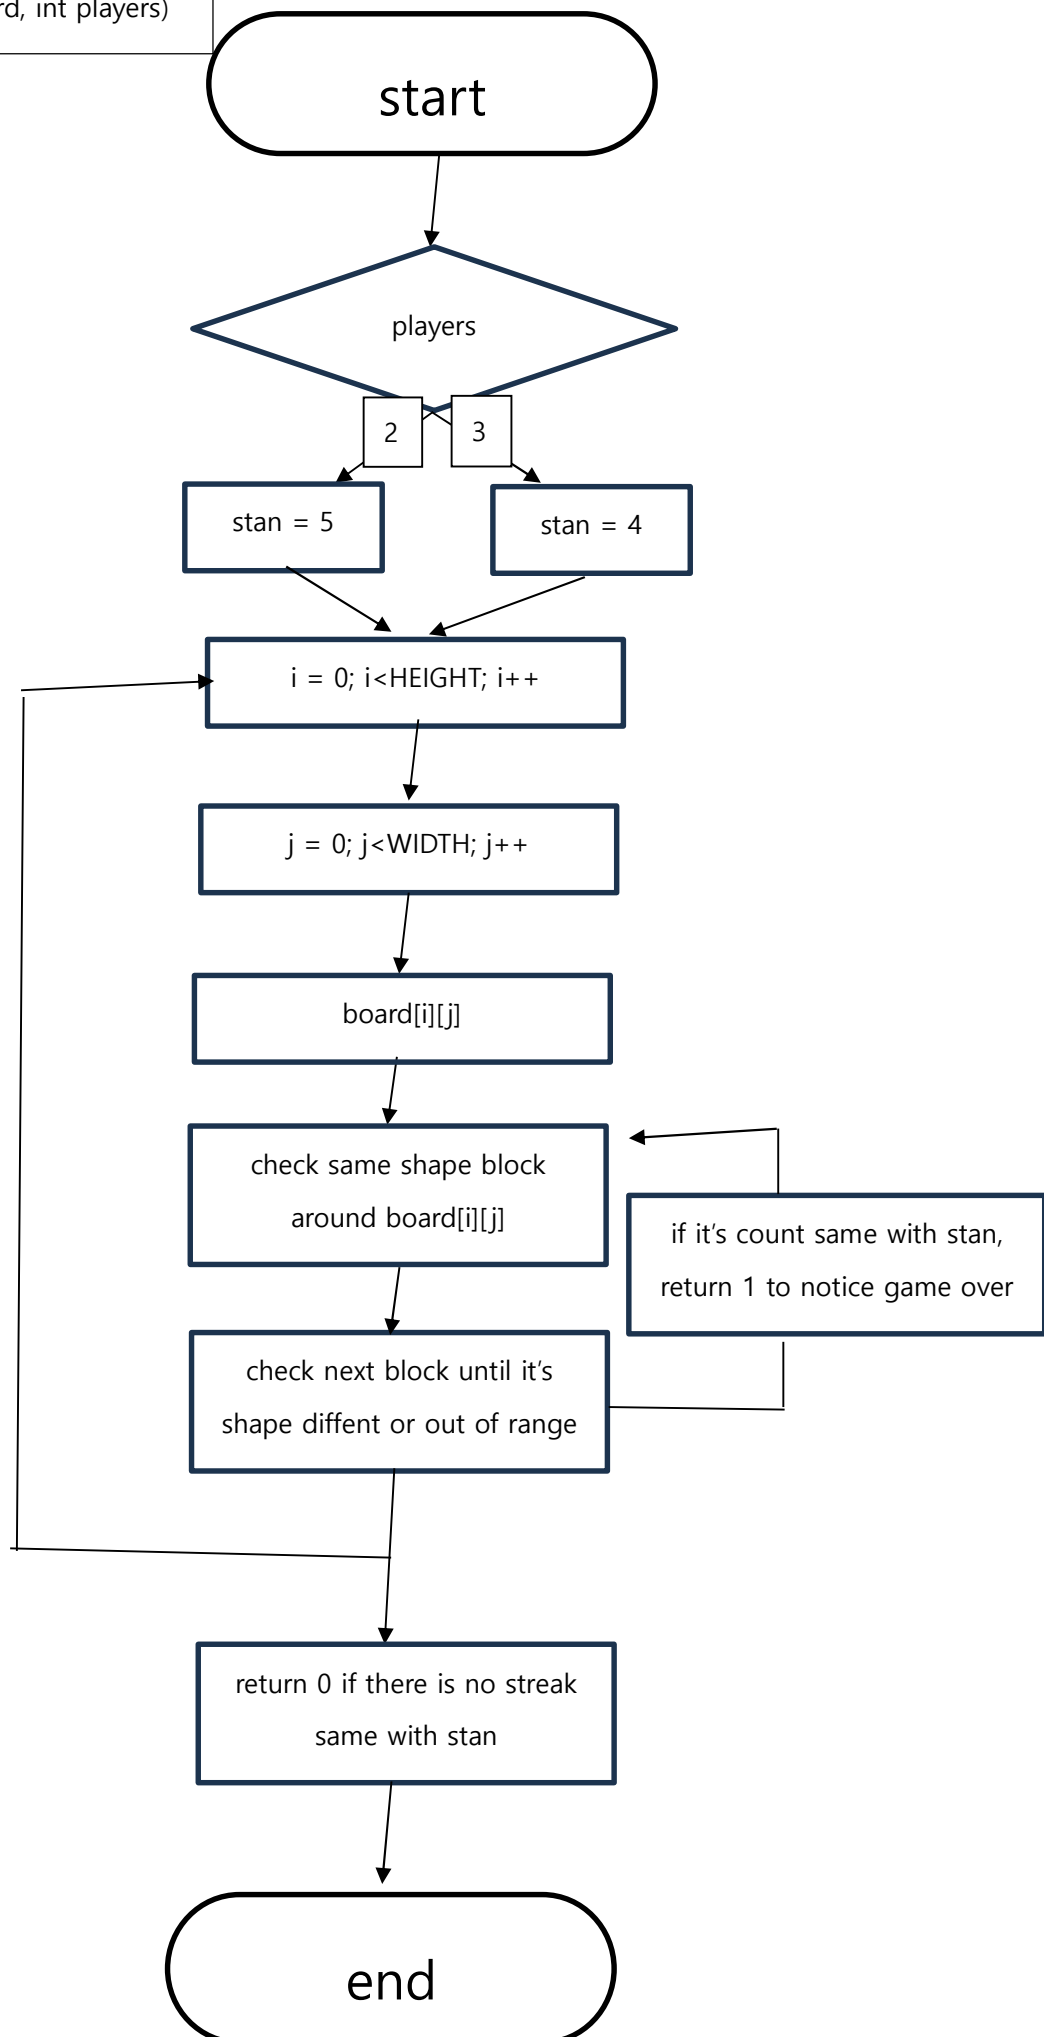 rd, int players)
start
players
2
3
stan = 5
stan = 4
i = 0; i<HEIGHT; i++
j = 0; j<WIDTH; j++
board[i][j]
check same shape block
around board[i][j]
if it’s count same with stan,
return 1 to notice game over
check next block until it’s
shape diffent or out of range
return 0 if there is no streak
same with stan
end